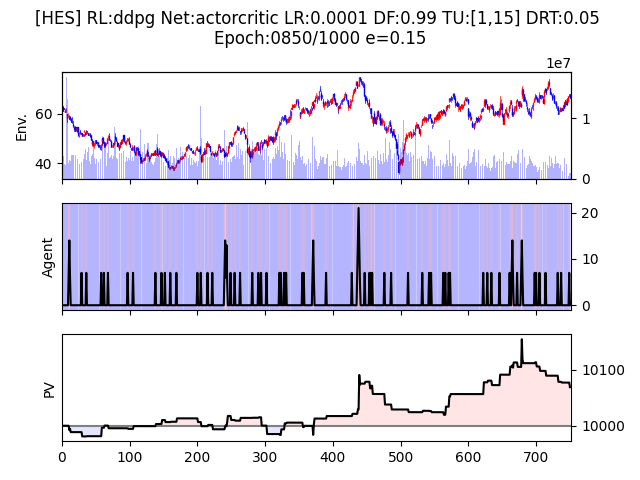 [HES] RL:ddpg Net:actorcritic LR:0.0001 DF:0.99 TU:[1,15] DRT:0.05
Epoch:0850/1000 e=0.15
1e7
Env.
60
40
1
0
Agent
20
10
0
PV
10100
10000
0 100 200 300 400 500 600 700